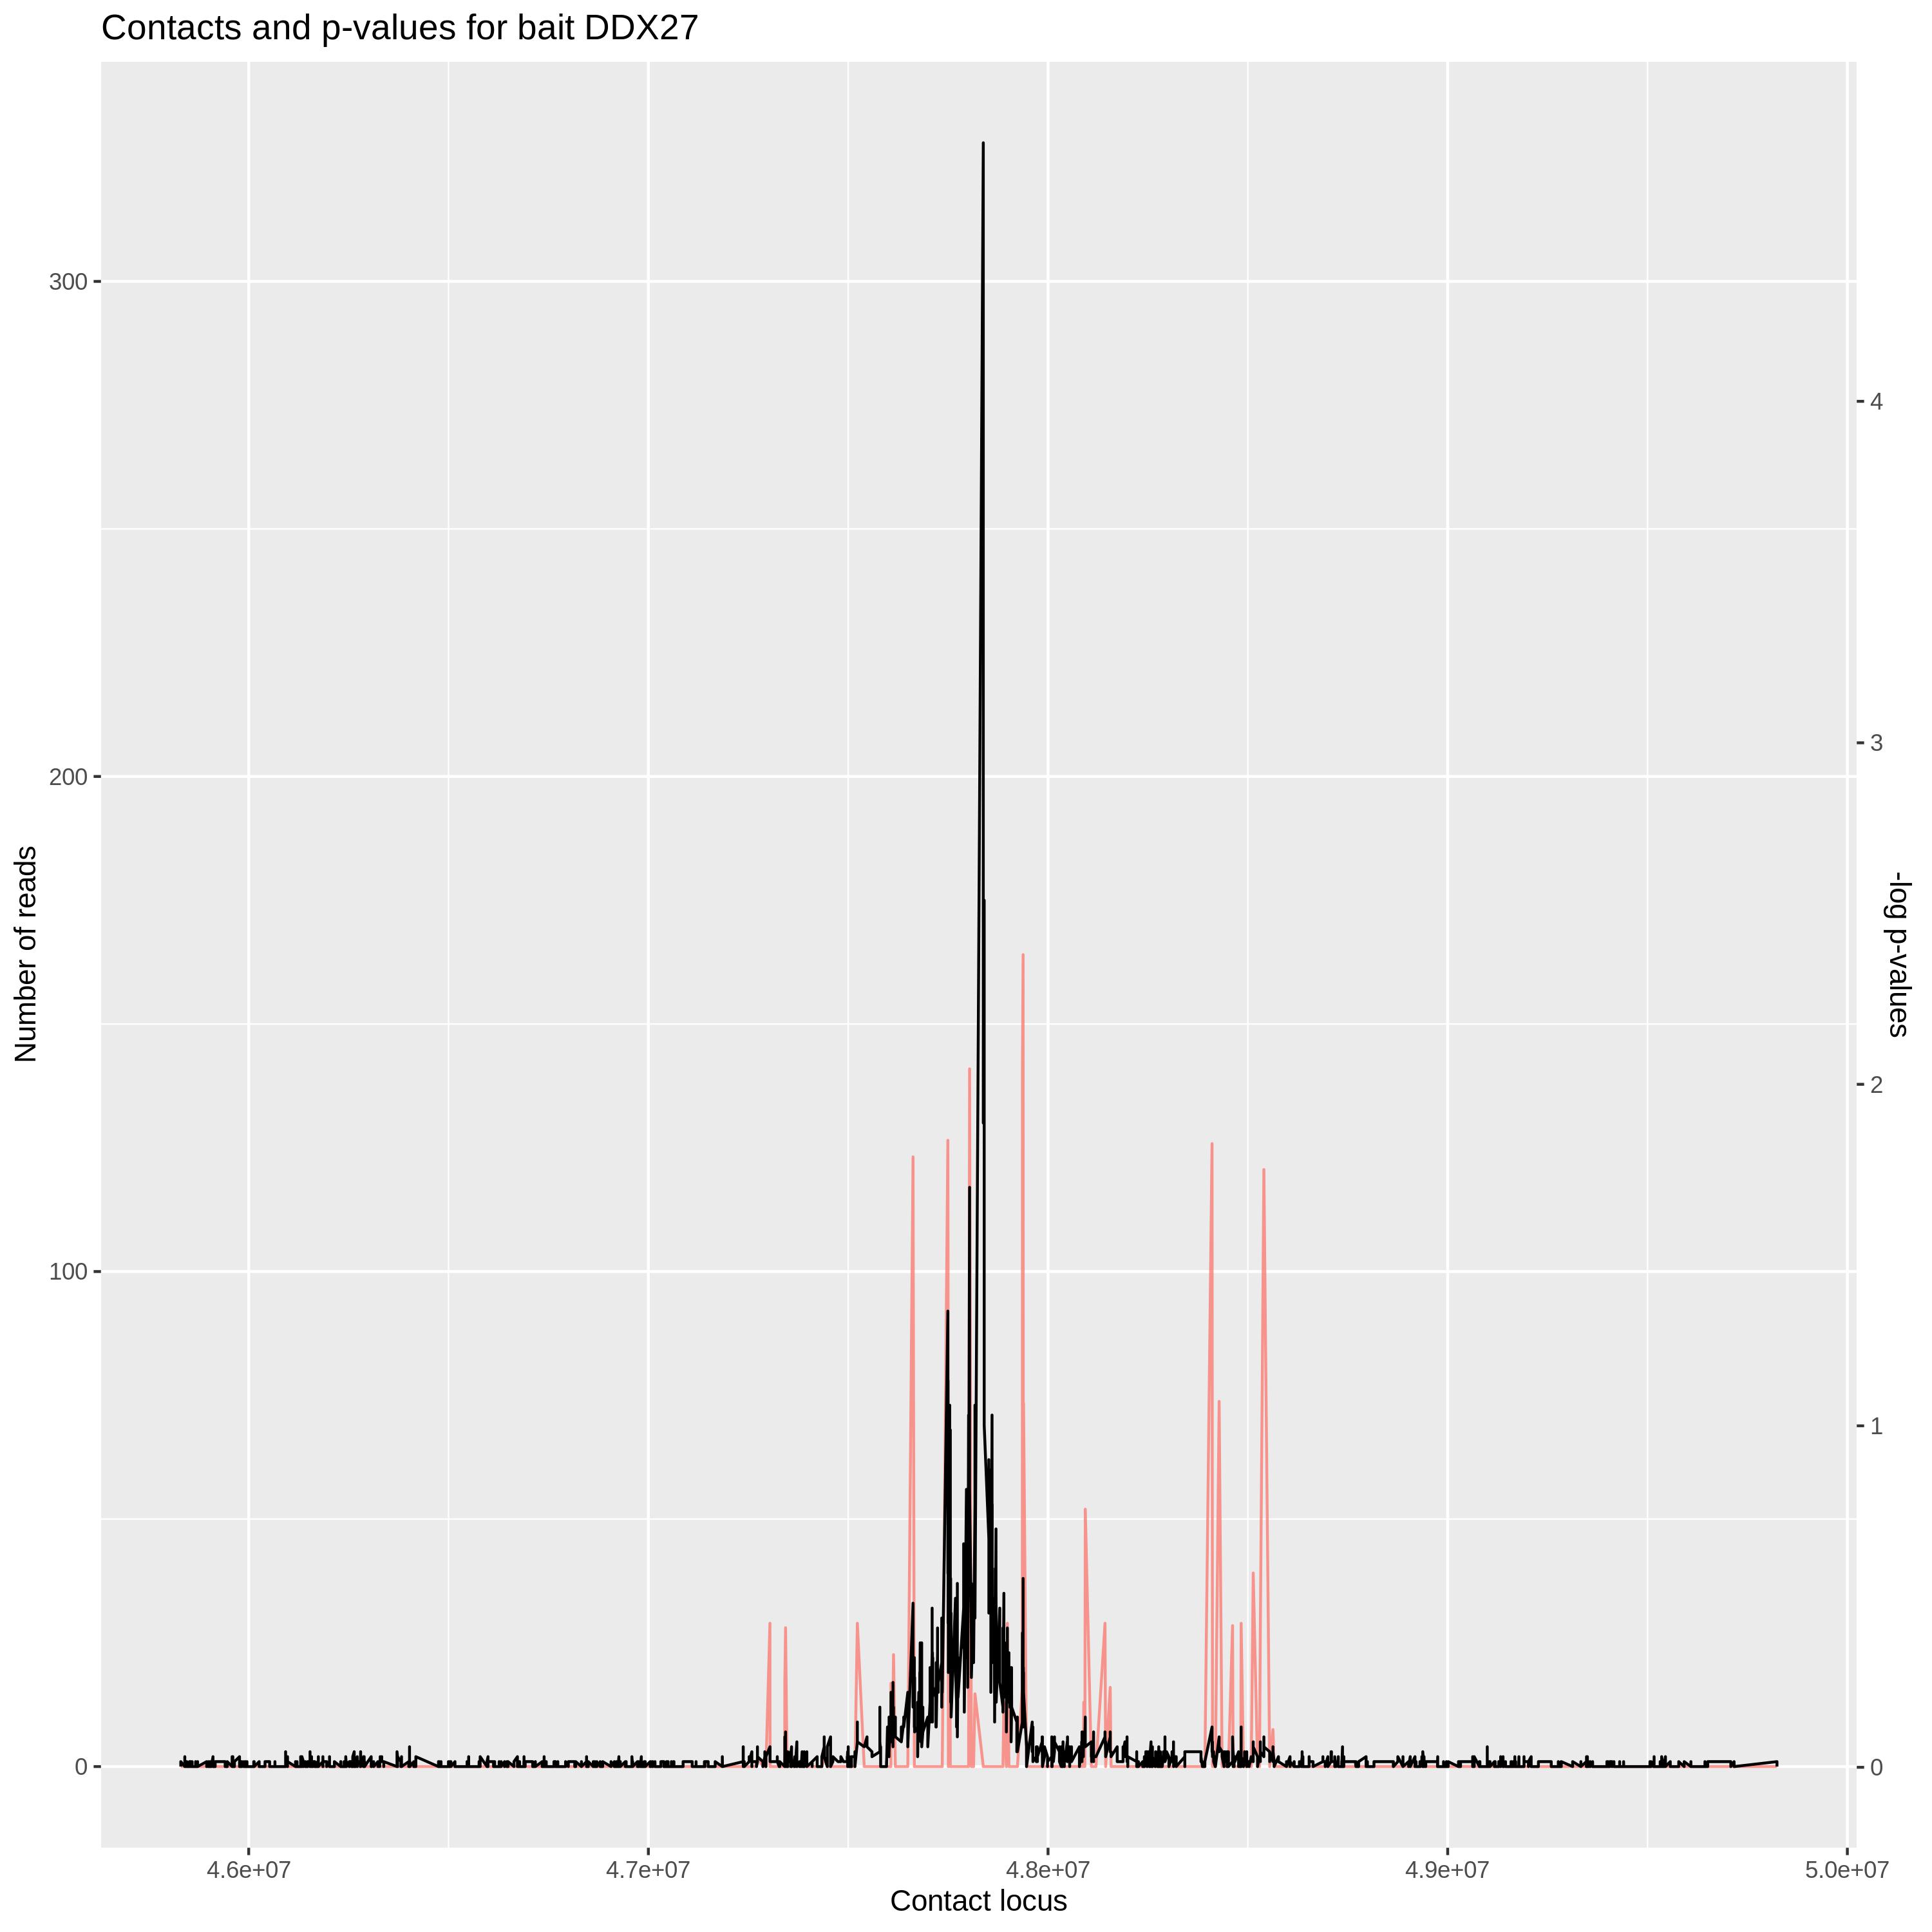 Contacts and p-values for bait DDX27
300
200
100
0
Number of reads
4
3
2
1
0
-log p-values
4.6e+07
4.7e+07
4.8e+07
4.9e+07
5.0e+07
Contact locus